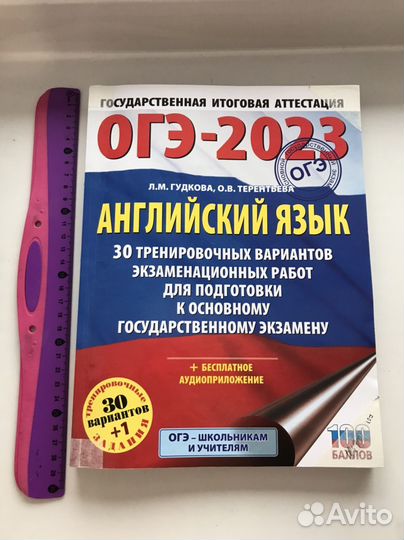 ГОСУДАРСТВЕННАЯ ИТОГОВАЯ АТТЕСТАЦИЯ
ОГЭ-2023
ОГЭ
Л.М. ГУДКОВА, О.В. ТЕРЕНТЬЕВА
АНГЛИЙСКИЙ ЯЗЫК
30 ТРЕНИРОВОЧНЫХ ВАРИАНТОВ
ЭКЗАМЕНАЦИОННЫХ РАБОТ
ДЛЯ ПОДГОТОВКИ
К ОСНОВНОМУ
ГОСУДАРСТВЕННОМУ ЭКЗАМЕНУ
+ БЕСПЛАТНОЕ
АУДИОПРИЛОЖЕНИЕ
тренировочные
30
вариантов
+1
ЗАДАНИЯ
ОГЭ – ШКОЛЬНИКАМ
И УЧИТЕЛЯМ
100
БАЛЛОВ
Avito